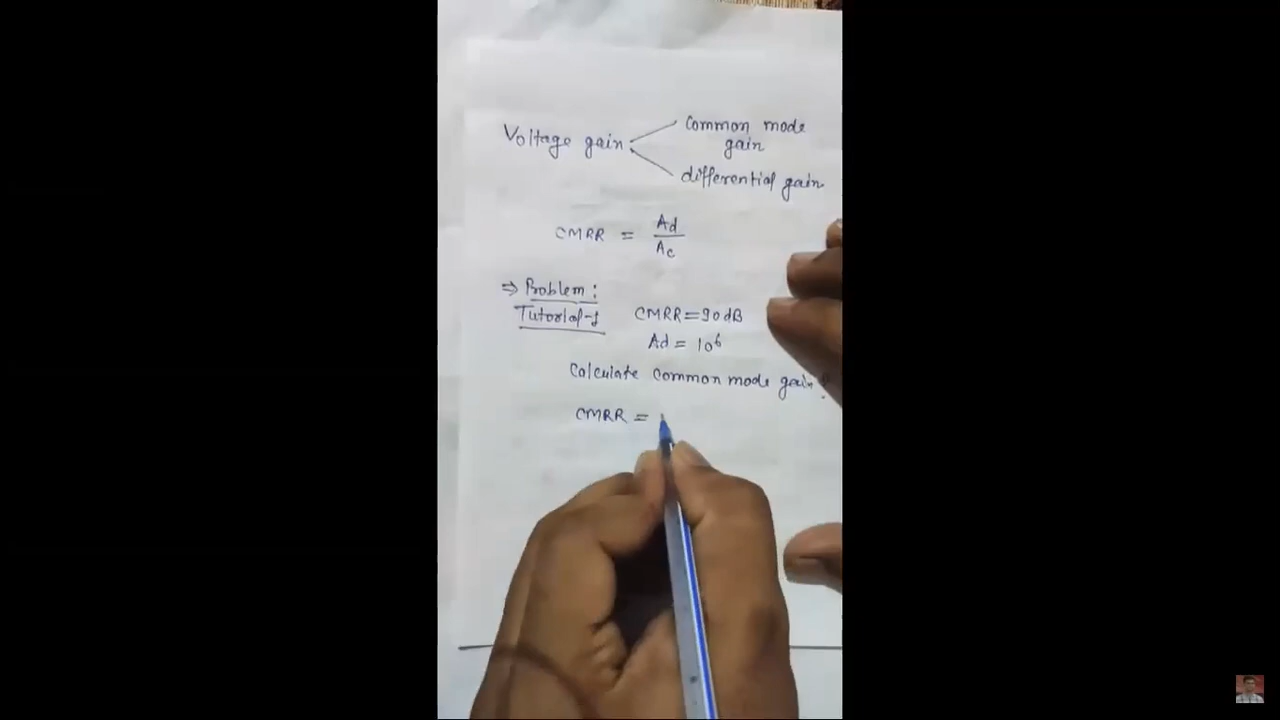 Voltage gain
common mode
gain
differential gain
CMRR = Ad
Ac
⇒ Problem:
Tutorial-1 CMRR = 90 dB
Ad = 10⁶
Calculate common mode gain ?
CMRR =